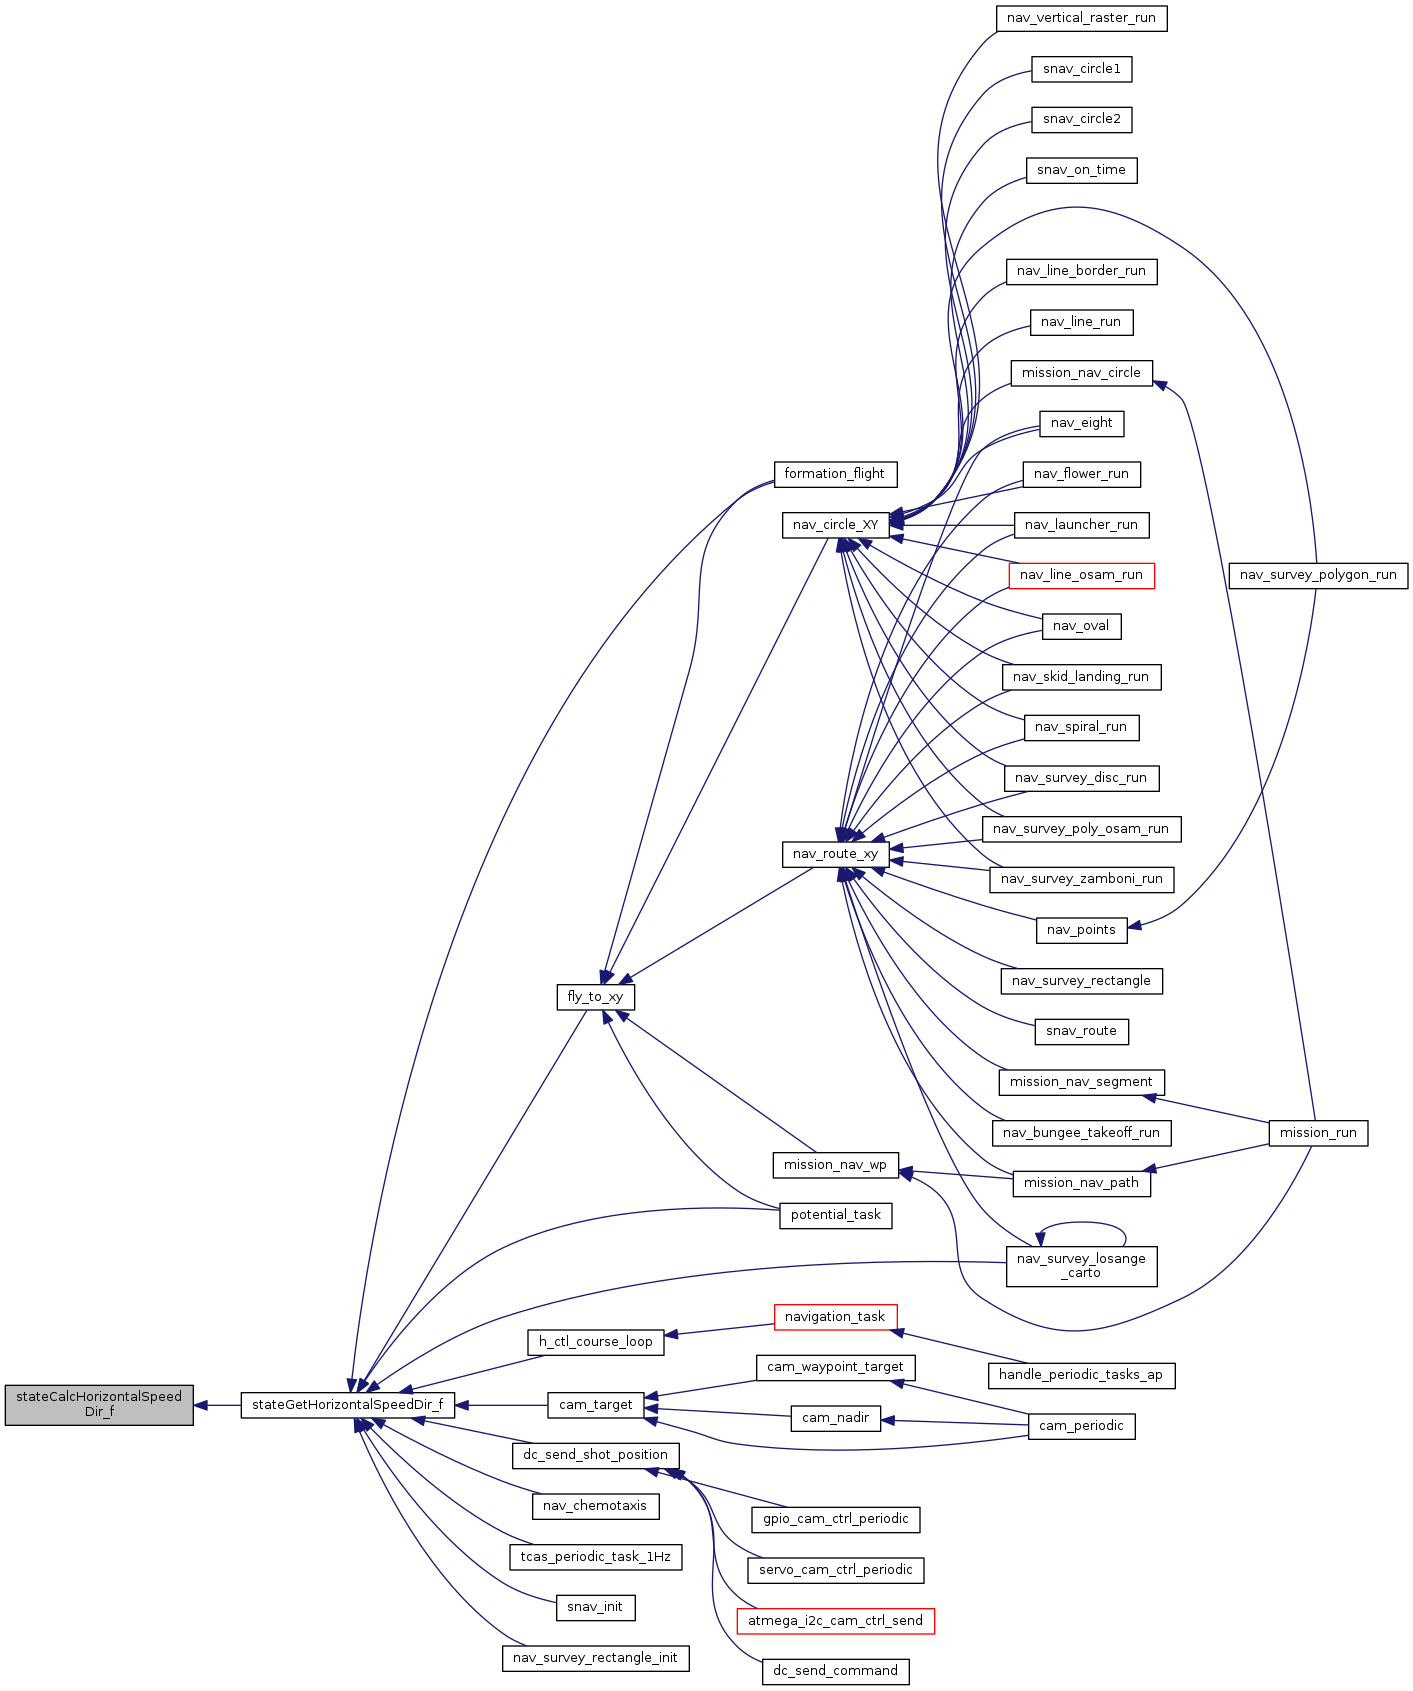 nav_vertical_raster_run
snav_circle1
snav_circle2
snav_on_time
nav_line_border_run
nav_line_run
mission_nav_circle
nav_eight
formation_flight
nav_flower_run
nav_circle_XY
nav_launcher_run
nav_line_osam_run
nav_survey_polygon_run
nav_oval
nav_skid_landing_run
nav_spiral_run
nav_survey_disc_run
nav_survey_poly_osam_run
nav_route_xy
nav_survey_zamboni_run
nav_points
nav_survey_rectangle
fly_to_xy
snav_route
mission_nav_segment
nav_bungee_takeoff_run
mission_run
mission_nav_wp
mission_nav_path
potential_task
nav_survey_losange
_carto
navigation_task
h_ctl_course_loop
cam_waypoint_target
handle_periodic_tasks_ap
stateCalcHorizontalSpeed
Dir_f
stateGetHorizontalSpeedDir_f
cam_target
cam_nadir
cam_periodic
dc_send_shot_position
nav_chemotaxis
gpio_cam_ctrl_periodic
tcas_periodic_task_1Hz
servo_cam_ctrl_periodic
snav_init
atmega_i2c_cam_ctrl_send
nav_survey_rectangle_init
dc_send_command